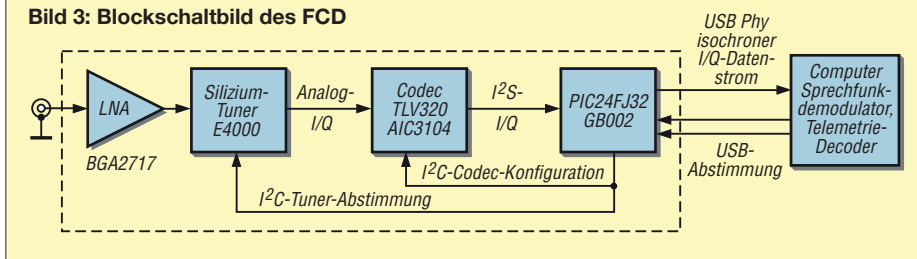 Bild 3: Blockschaltbild des FCD
LNA
BGA2717
Silizium-
Tuner
E4000
Analog-
I/Q
Codec
TLV320
AIC3104
I²S-
I/Q
PIC24FJ32
GB002
USB Phy
isochroner
I/Q-Daten-
strom
Computer
Sprechfunk-
demodulator,
Telemetrie-
Decoder
USB-
Abstimmung
I²C-Codec-Konfiguration
I²C-Tuner-Abstimmung